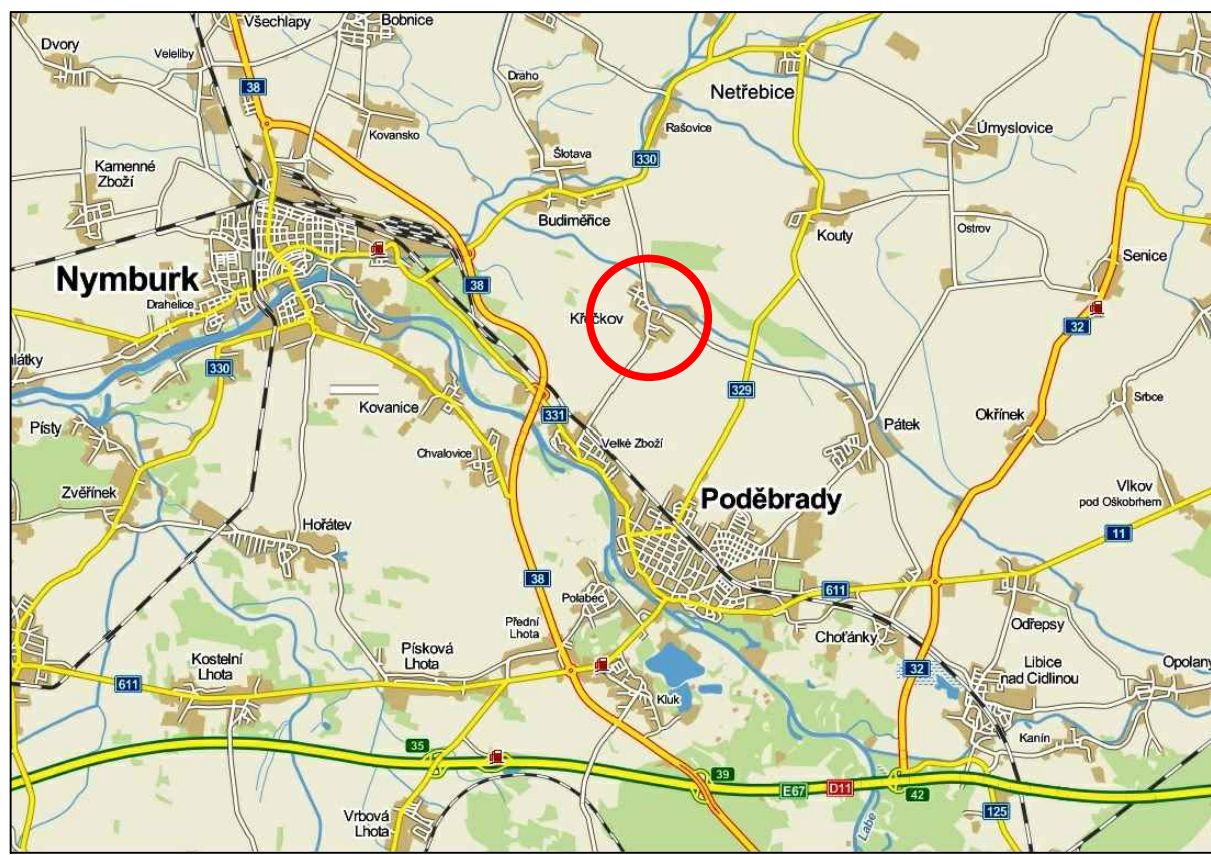 Všechlapy
Bobnice
Dvory
Veleliby
Draho
38
Netřebice
Kovansko
Rašovice
Úmyslovice
Kamenné
Zboží
Šlotava
330
Budiměřice
Kouty
Ostrov
Senice
Nymburk
38
Drahelice
Křečkov
32
látky
330
329
Kovanice
331
Srbce
Písty
Okřínek
Chvalovice
Velké Zboží
Pátek
Zvěřínek
Poděbrady
Vlkov
pod Oškobrhem
Hořátev
11
38
Polabec
611
Přední
Lhota
Choťánky
Odřepsy
Písková
Lhota
Kostelní
Lhota
32
Libice
nad Cidlinou
Opolany
611
Kluk
Kanín
35
39
E67
D11
42
125
Vrbová
Lhota
Labe